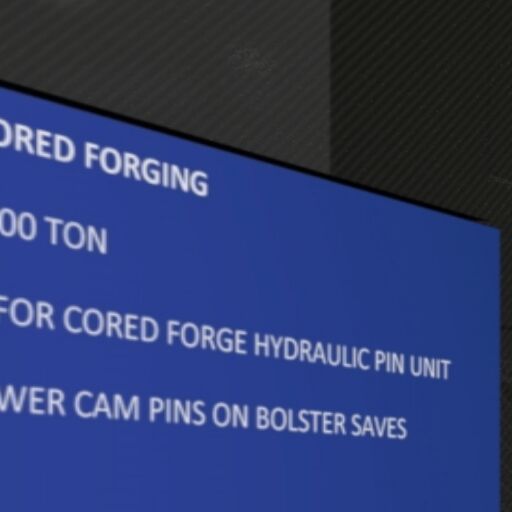 ORED FORGING
00 TON
FOR CORED FORGE HYDRAULIC PIN UNIT
WER CAM PINS ON BOLSTER SAVES